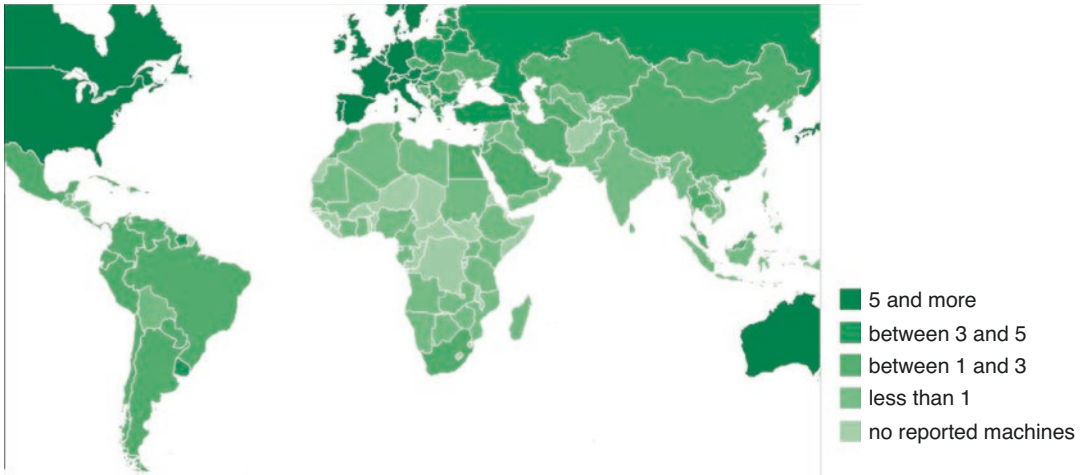 5 and more
between 3 and 5
between 1 and 3
less than 1
no reported machines